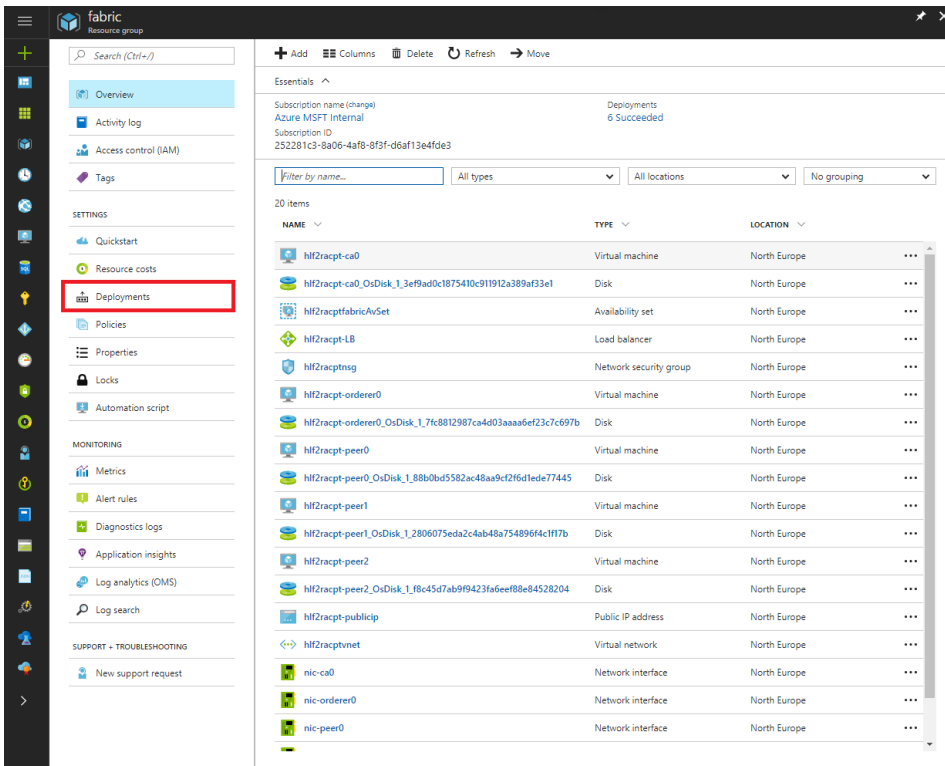 fabric
Resource group
Search (Ctrl+/)
Overview
Activity log
Access control (IAM)
Tags
SETTINGS
Quickstart
Resource costs
Deployments
Policies
Properties
Locks
Automation script
MONITORING
Metrics
Alert rules
Diagnostics logs
Application insights
Log analytics (OMS)
Log search
SUPPORT + TROUBLESHOOTING
New support request
Add Columns Delete Refresh Move
Essentials
Subscription name (change) Deployments
Azure MSFT Internal 6 Succeeded
Subscription ID
252281c3-8a06-4af8-8f3f-d6af13e4fde3
Filter by name... All types All locations No grouping
20 items
NAME TYPE LOCATION
hlf2racpt-ca0 Virtual machine North Europe
hlf2racpt-ca0_OsDisk_1_3ef9ad0c1875410c911912a389af33e1 Disk North Europe
hlf2racptfabricAvSet Availability set North Europe
hlf2racpt-LB Load balancer North Europe
hlf2racptnsg Network security group North Europe
hlf2racpt-orderer0 Virtual machine North Europe
hlf2racpt-orderer0_OsDisk_1_7fc8812987ca4d03aaaa6ef23c7c697b Disk North Europe
hlf2racpt-peer0 Virtual machine North Europe
hlf2racpt-peer0_OsDisk_1_88b0bd5582ac48aa9cf2f6d1ede77445 Disk North Europe
hlf2racpt-peer1 Virtual machine North Europe
hlf2racpt-peer1_OsDisk_1_2806075eda2c4ab48a754896f4c1f17b Disk North Europe
hlf2racpt-peer2 Virtual machine North Europe
hlf2racpt-peer2_OsDisk_1_f8c45d7ab9f9423fa6eef88e84528204 Disk North Europe
hlf2racpt-publicip Public IP address North Europe
hlf2racptvnet Virtual network North Europe
nic-ca0 Network interface North Europe
nic-orderer0 Network interface North Europe
nic-peer0 Network interface North Europe